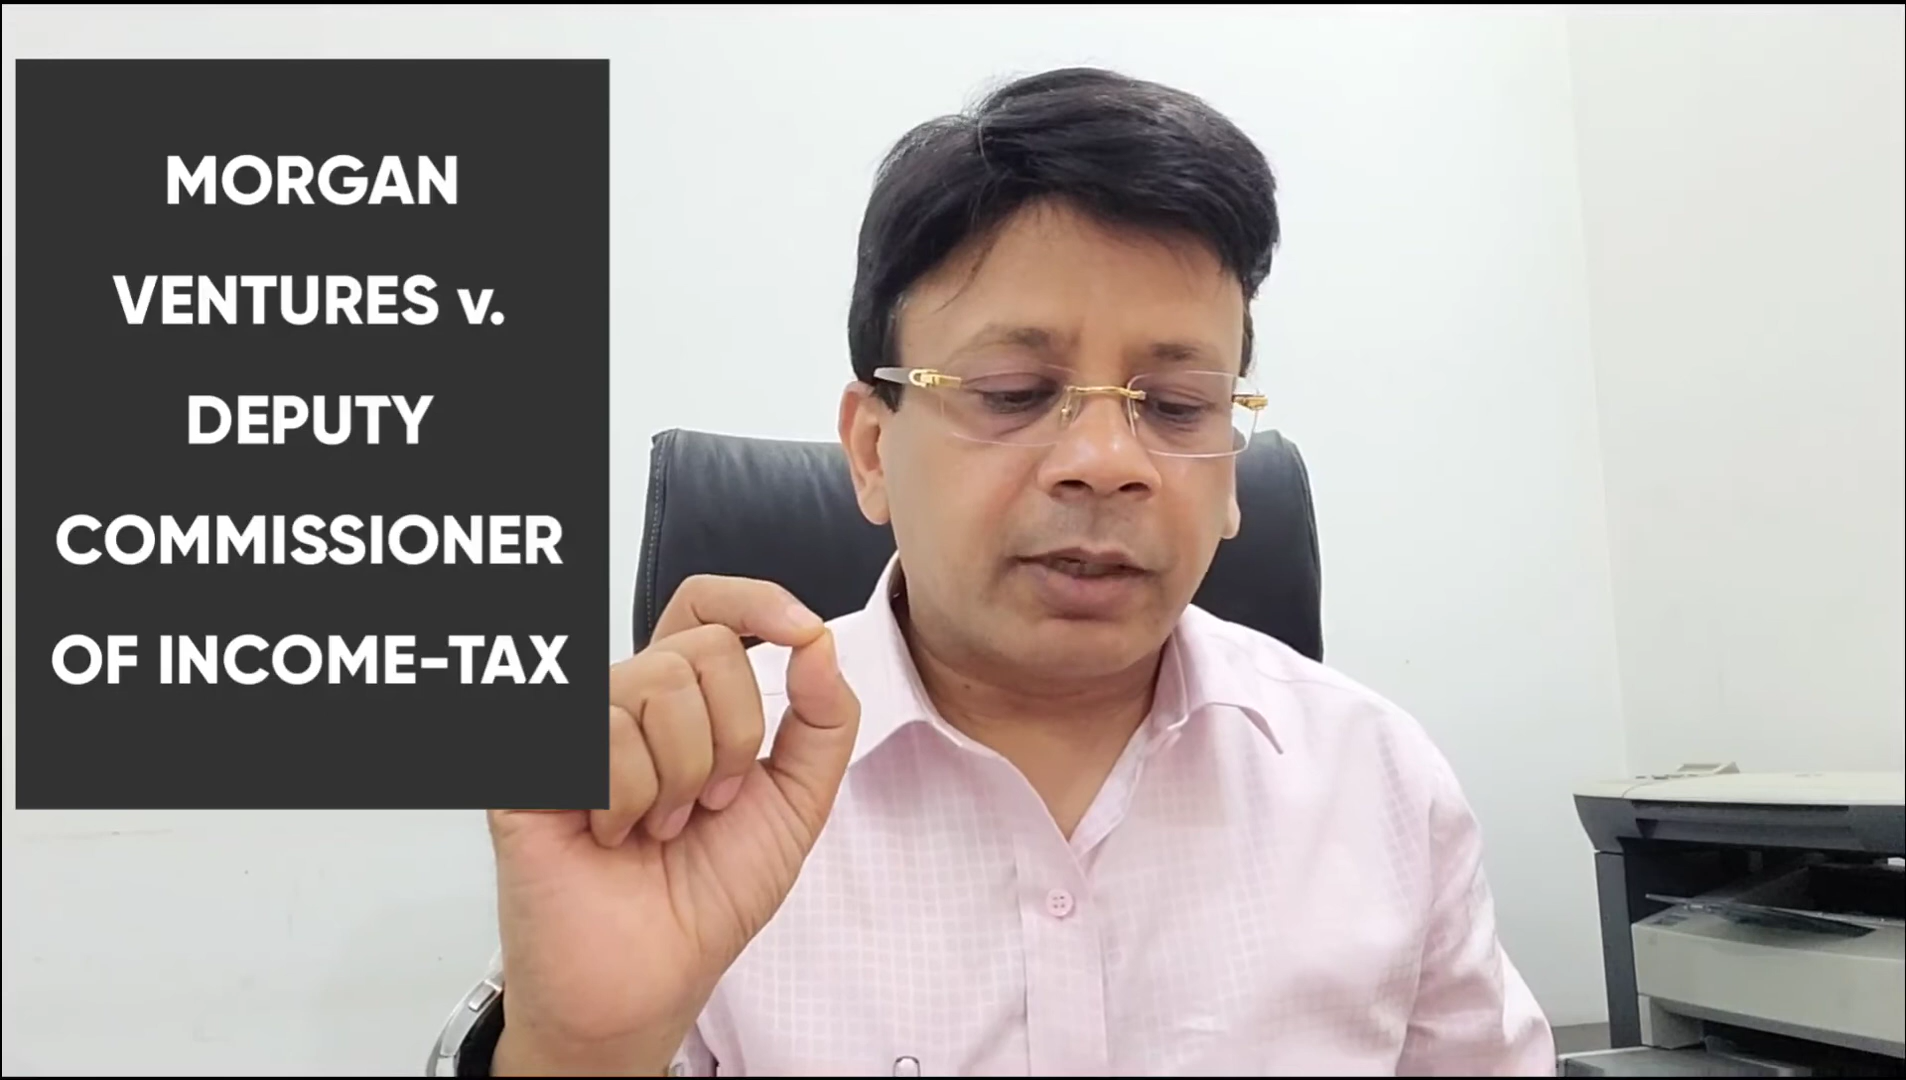 MORGAN
VENTURES v.
DEPUTY
COMMISSIONER
OF INCOME-TAX